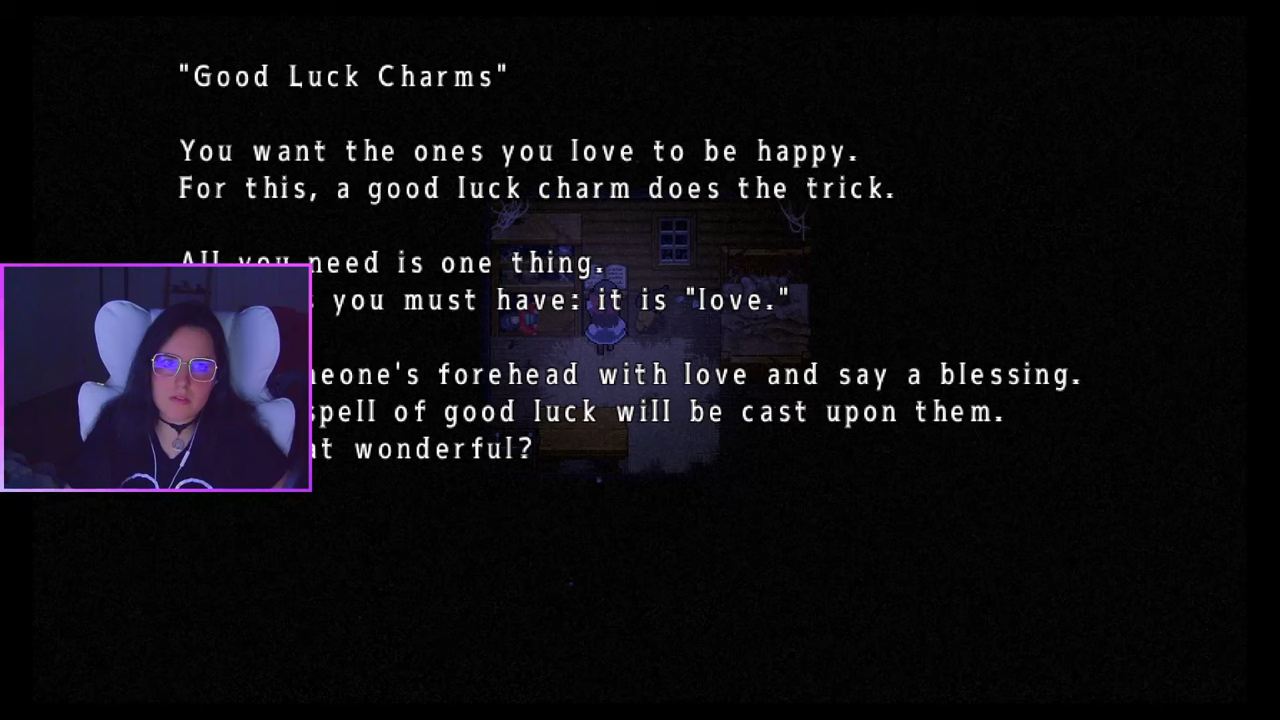 "Good Luck Charms"
You want the ones you love to be happy.
For this, a good luck charm does the trick.
All you need is one thing.
you must have: it is "love."
forehead with love and say a blessing.
spell of good luck will be cast upon them.
wonderful?